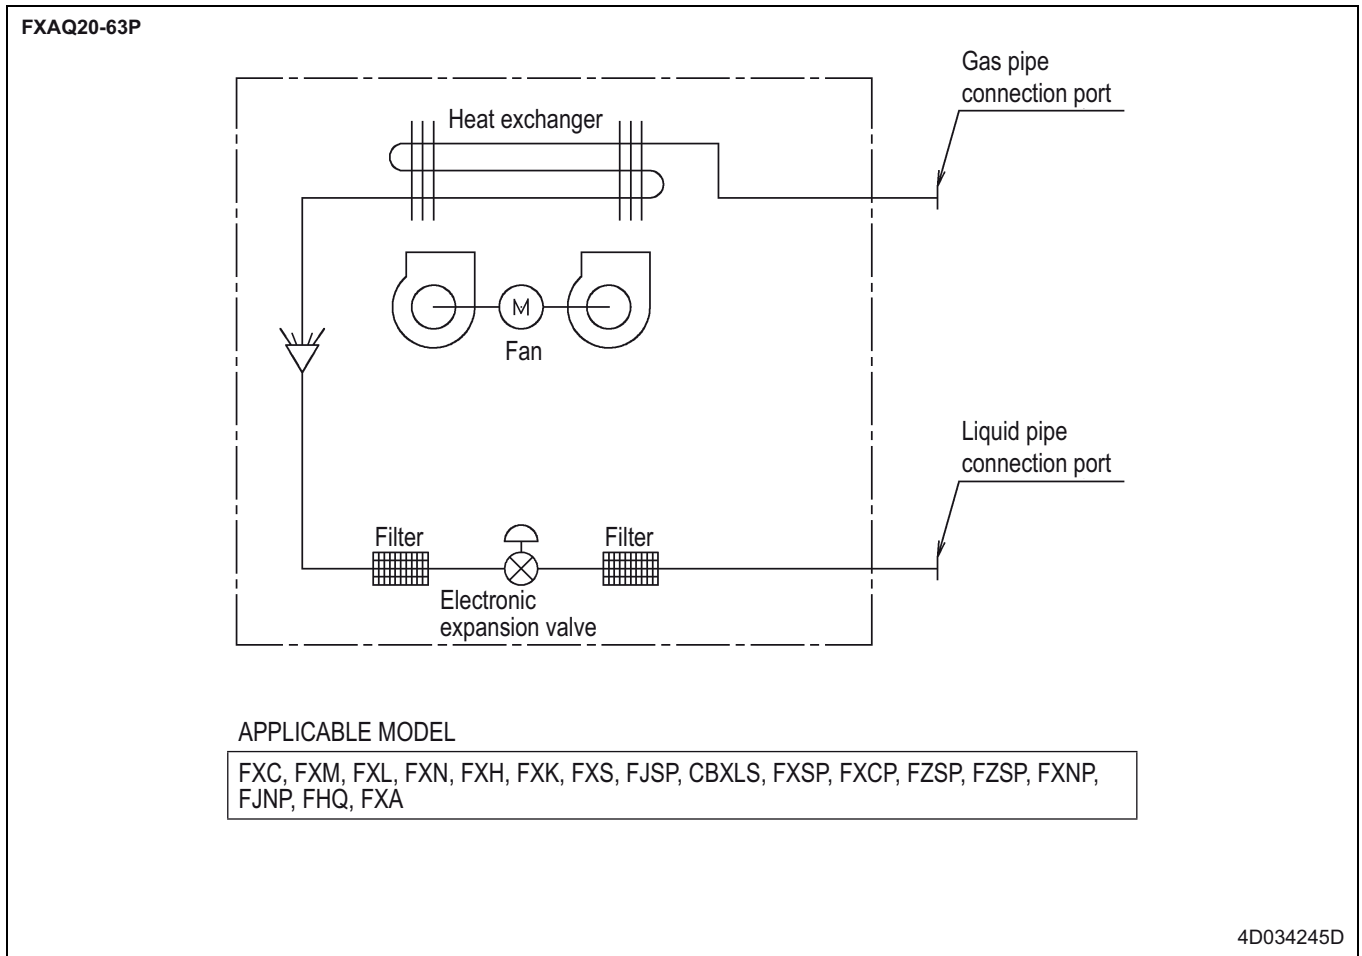 FXAQ20-63P
Gas pipe
connection port
Heat exchanger
M
Fan
Liquid pipe
connection port
Filter
Filter
Electronic
expansion valve
APPLICABLE MODEL
FXC, FXM, FXL, FXN, FXH, FXK, FXS, FJSP, CBXLS, FXSP, FXCP, FZSP, FZSP, FXNP,
FJNP, FHQ, FXA
4D034245D